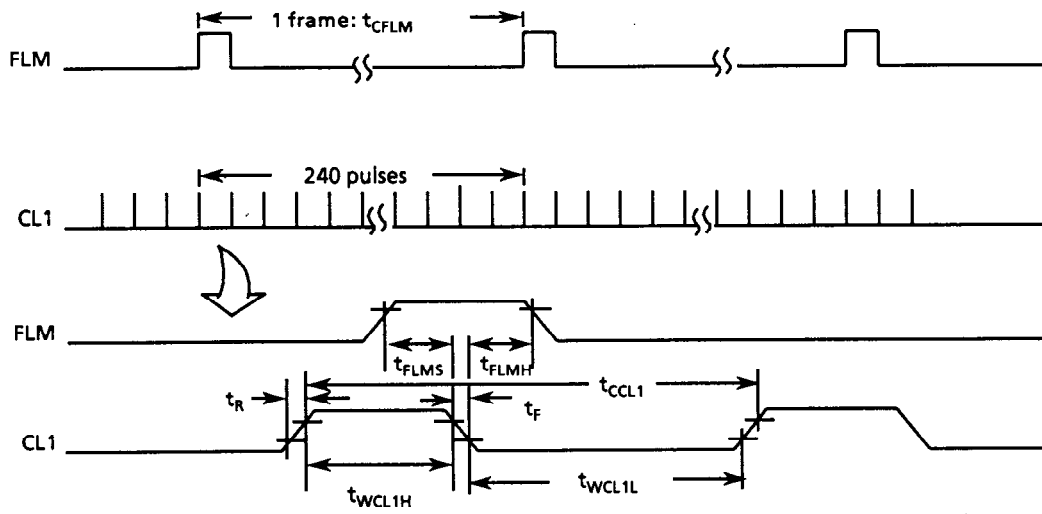 1 frame: tCFLM
FLM
240 pulses
CL1
FLM
tFLMS
tFLMH
tCCL1
tR
tF
CL1
tWCL1H
tWCL1L